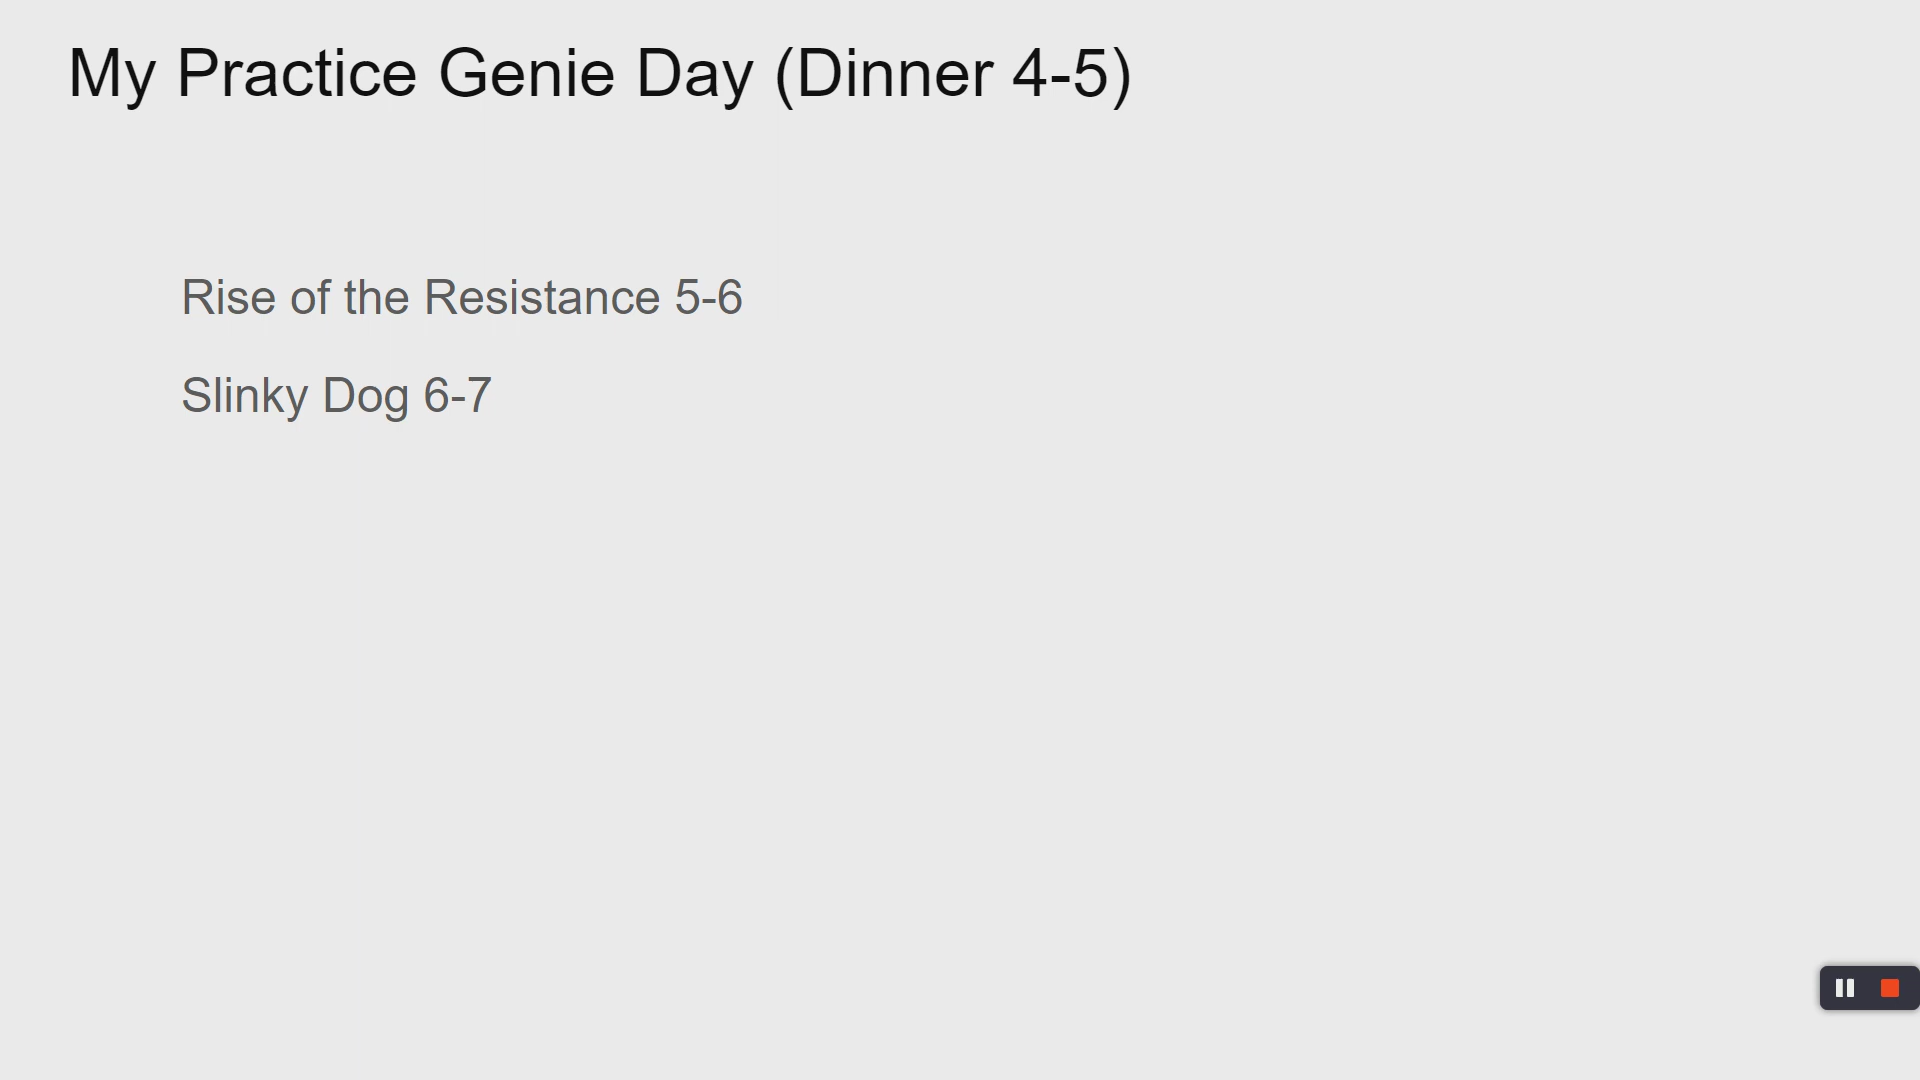 My Practice Genie Day (Dinner 4-5)
Rise of the Resistance 5-6
Slinky Dog 6-7